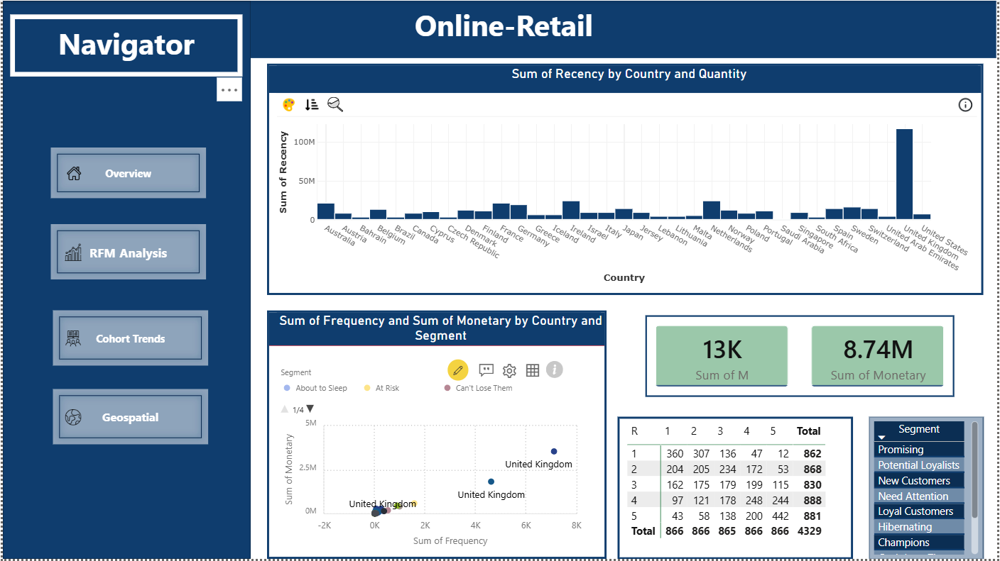 Navigator
Online-Retail
Overview
RFM Analysis
Cohort Trends
Geospatial
Sum of Recency by Country and Quantity
Sum of Recency
100M
50M
0
Australia
Austria
Bahrain
Belgium
Brazil
Canada
Cyprus
Czech Republic
Denmark
Finland
France
Germany
Greece
Iceland
Ireland
Israel
Italy
Japan
Jersey
Lebanon
Lithuania
Malta
Netherlands
Norway
Poland
Portugal
Saudi Arabia
Singapore
South Africa
Spain
Sweden
Switzerland
United Arab Emirates
United Kingdom
United States
Country
Sum of Frequency and Sum of Monetary by Country and
Segment
Segment
About to Sleep At Risk Can't Lose Them
1/4
Sum of Monetary
5M
2.5M
0M
United Kingdom
United Kingdom
United Kingdom
-2K 0K 2K 4K 6K 8K
Sum of Frequency
13K
Sum of M
8.74M
Sum of Monetary
R 1 2 3 4 5 Total
1 360 307 136 47 12 862
2 204 205 234 172 53 868
3 162 175 179 199 115 830
4 97 121 178 248 244 888
5 43 58 138 200 442 881
Total 866 866 865 866 866 4329
Segment
Promising
Potential Loyalists
New Customers
Need Attention
Loyal Customers
Hibernating
Champions